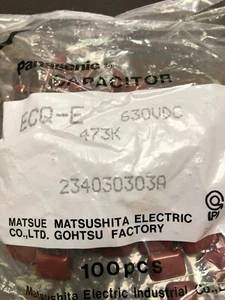 Panasonic
CAPACITOR
ECQ-E 630VDC
473K
234030303A
MATSUE MATSUSHITA ELECTRIC
CO.,LTD. GOHTSU FACTORY
100pcs
Matsushita Electric Industrial Co.,